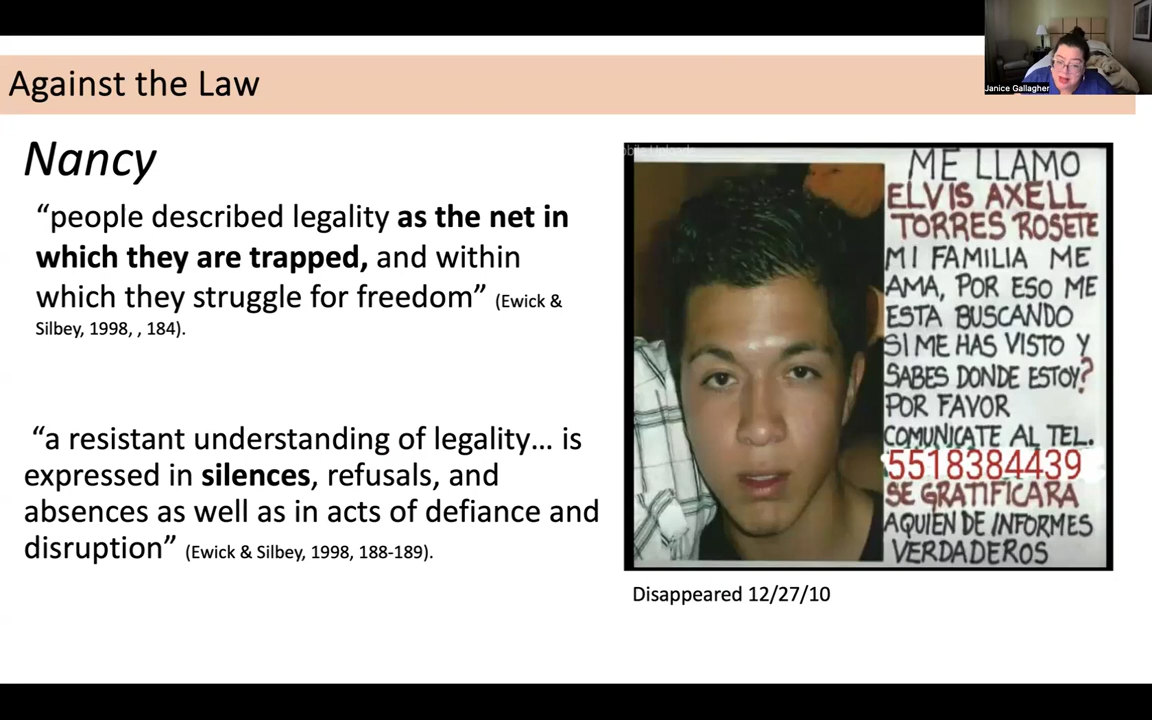 Janice Gallagher
Against the Law
Nancy
“people described legality as the net in
which they are trapped, and within
which they struggle for freedom” (Ewick &
Silbey, 1998, , 184).
“a resistant understanding of legality… is
expressed in silences, refusals, and
absences as well as in acts of defiance and
disruption” (Ewick & Silbey, 1998, 188-189).
ME LLAMO
ELVIS AXELL
TORRES ROSETE
MI FAMILIA ME
AMA, POR ESO ME
ESTA BUSCANDO
SI ME HAS VISTO Y
SABES DONDE ESTOY?
POR FAVOR
COMUNICATE AL TEL.
5518384439
SE GRATIFICARA
AQUIEN DE INFORMES
VERDADEROS
Disappeared 12/27/10